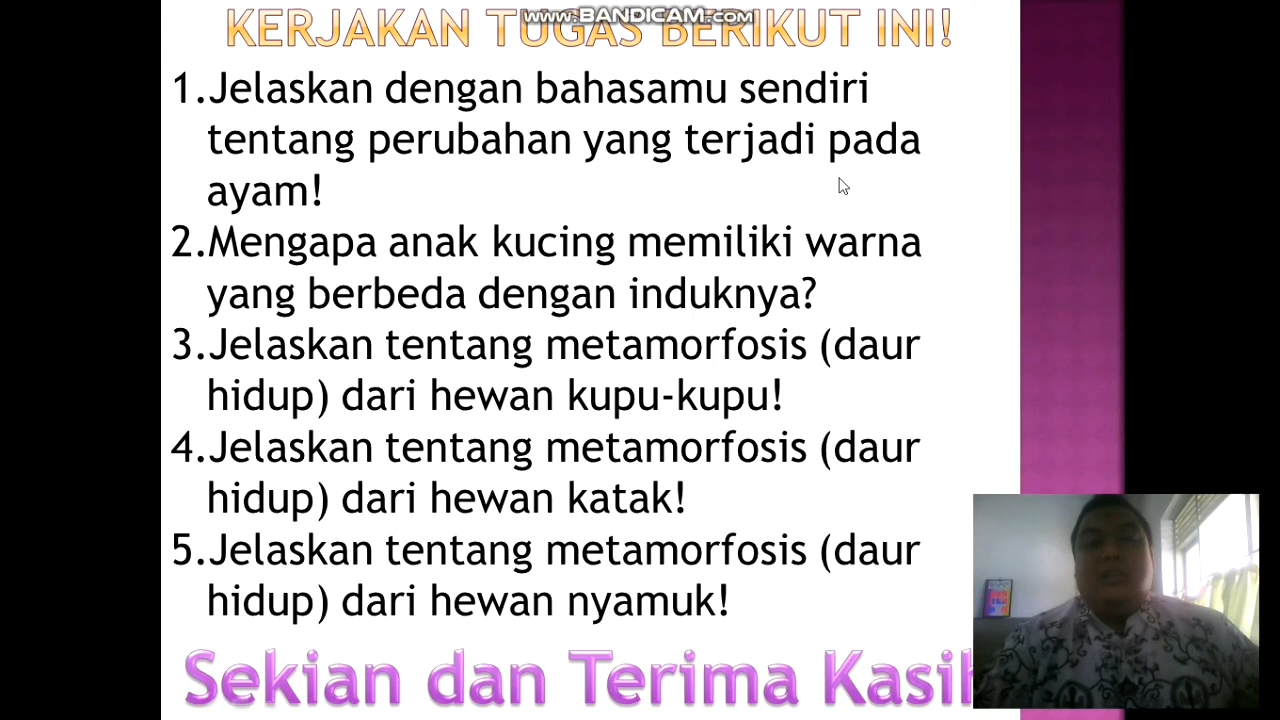 www.BANDICAM.com
KERJAKAN TUGAS BERIKUT INI!
1.Jelaskan dengan bahasamu sendiri
tentang perubahan yang terjadi pada
ayam!
2.Mengapa anak kucing memiliki warna
yang berbeda dengan induknya?
3.Jelaskan tentang metamorfosis (daur
hidup) dari hewan kupu-kupu!
4.Jelaskan tentang metamorfosis (daur
hidup) dari hewan katak!
5.Jelaskan tentang metamorfosis (daur
hidup) dari hewan nyamuk!
Sekian dan Terima Kasih